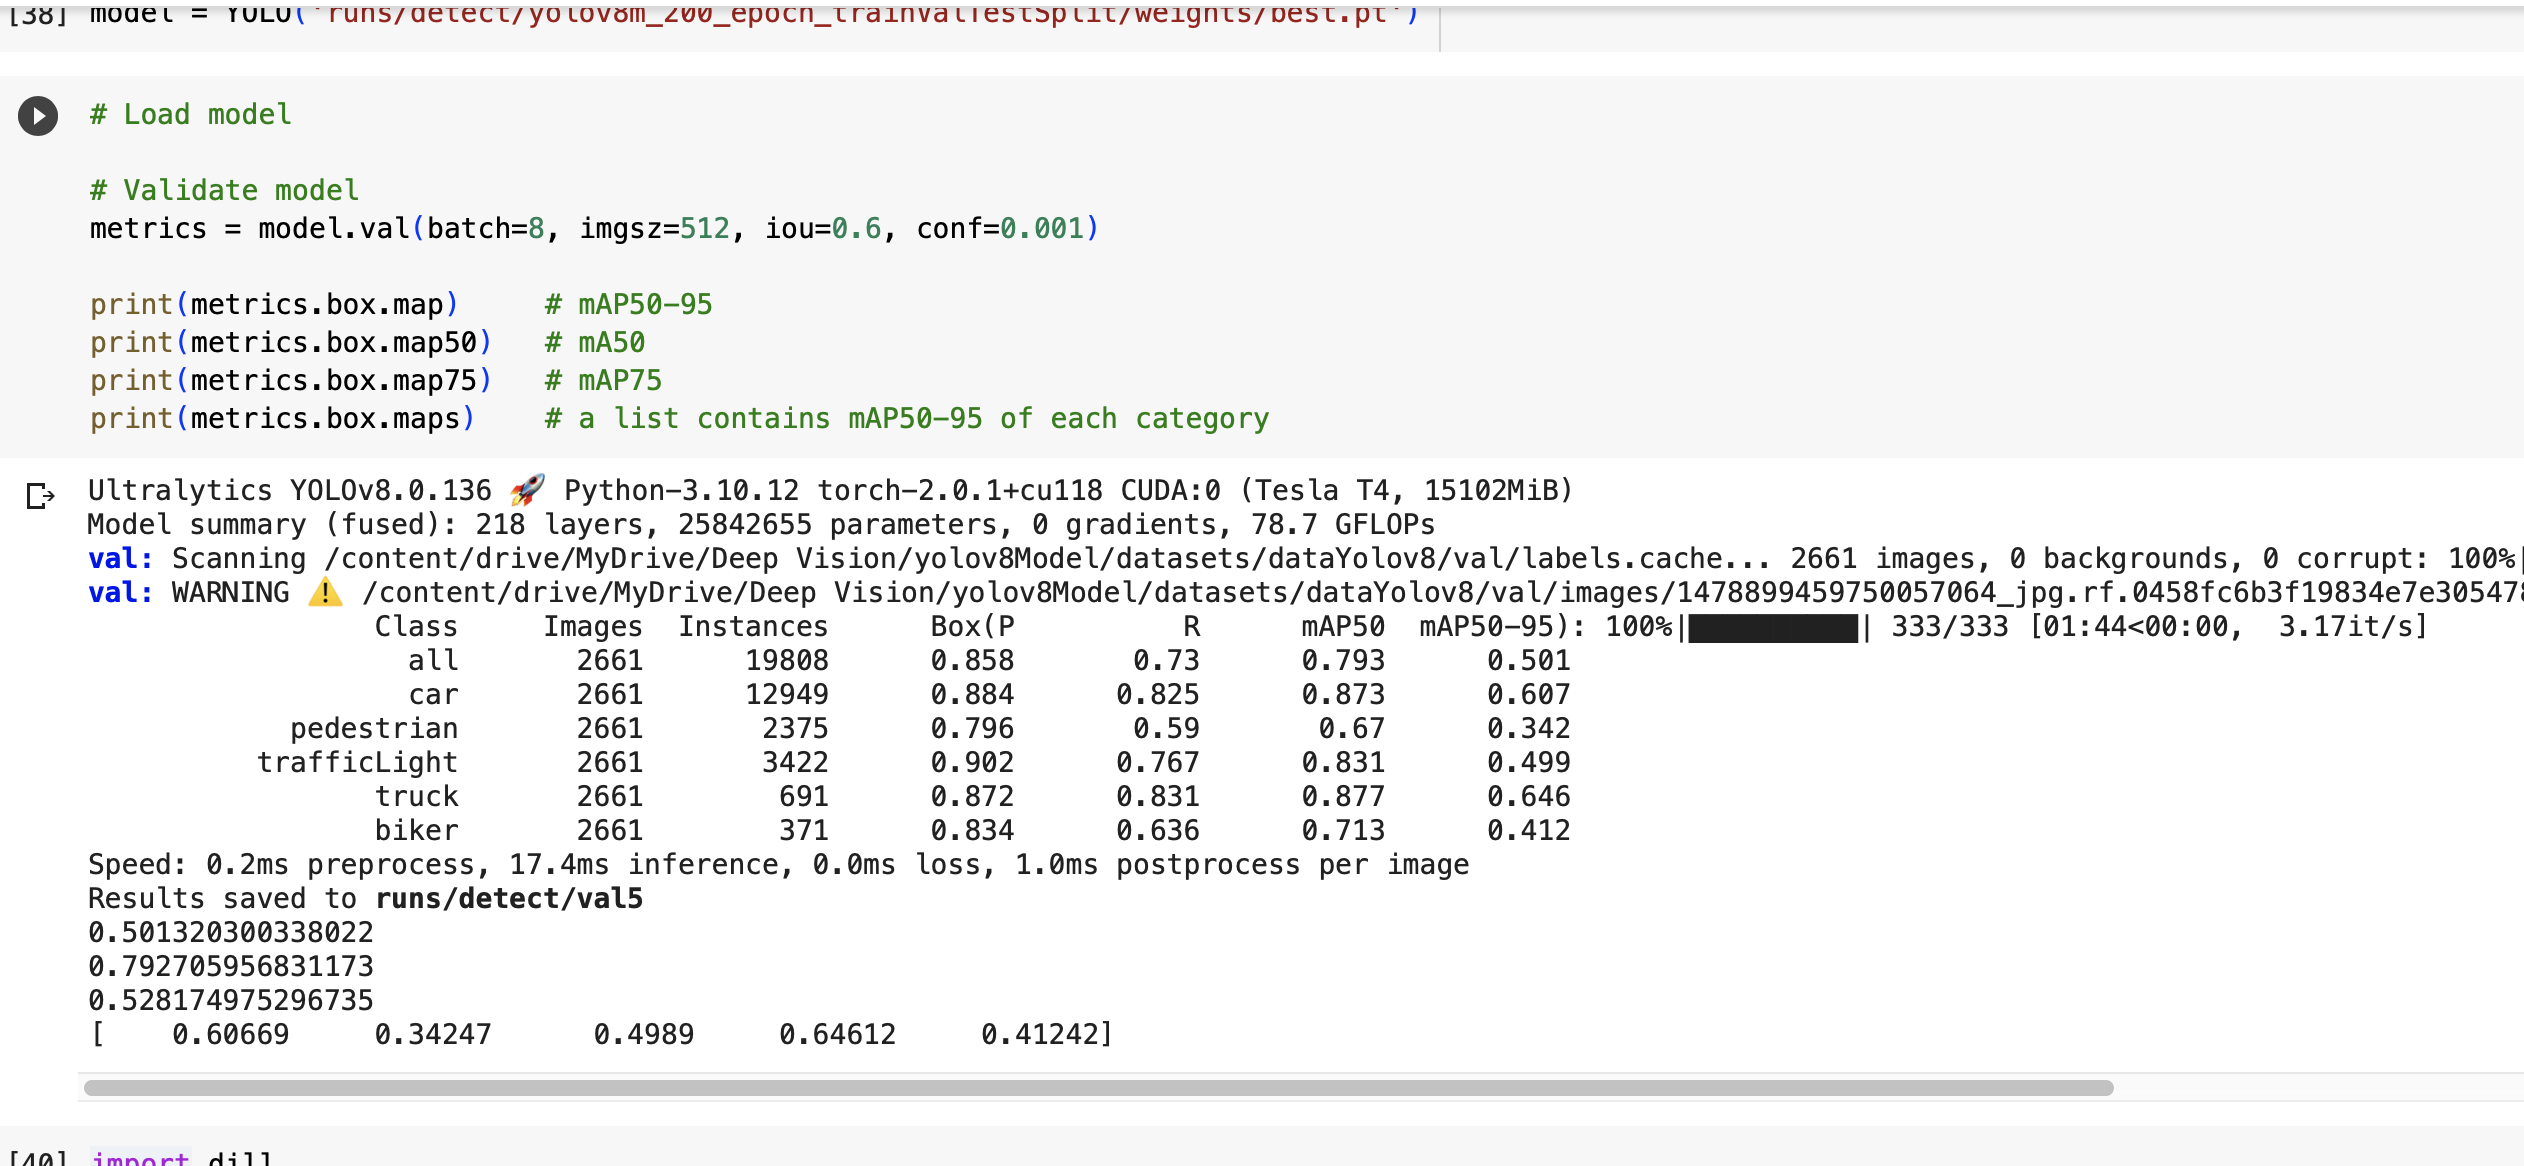 [38] model = YOLO('runs/detect/yolov8m_200_epoch_trainValTestSplit/weights/best.pt')
# Load model
# Validate model
metrics = model.val(batch=8, imgsz=512, iou=0.6, conf=0.001)
print(metrics.box.map)     # mAP50-95
print(metrics.box.map50)   # mA50
print(metrics.box.map75)   # mAP75
print(metrics.box.maps)    # a list contains mAP50-95 of each category
Ultralytics YOLOv8.0.136 🚀 Python-3.10.12 torch-2.0.1+cu118 CUDA:0 (Tesla T4, 15102MiB)
Model summary (fused): 218 layers, 25842655 parameters, 0 gradients, 78.7 GFLOPs
val: Scanning /content/drive/MyDrive/Deep Vision/yolov8Model/datasets/dataYolov8/val/labels.cache... 2661 images, 0 backgrounds, 0 corrupt: 100%|
val: WARNING ⚠️ /content/drive/MyDrive/Deep Vision/yolov8Model/datasets/dataYolov8/val/images/1478899459750057064_jpg.rf.0458fc6b3f19834e7e305478
Class     Images  Instances      Box(P          R      mAP50  mAP50-95): 100%|██████████| 333/333 [01:44<00:00,  3.17it/s]
all       2661      19808      0.858       0.73      0.793      0.501
car       2661      12949      0.884      0.825      0.873      0.607
pedestrian       2661       2375      0.796       0.59       0.67      0.342
trafficLight       2661       3422      0.902      0.767      0.831      0.499
truck       2661        691      0.872      0.831      0.877      0.646
biker       2661        371      0.834      0.636      0.713      0.412
Speed: 0.2ms preprocess, 17.4ms inference, 0.0ms loss, 1.0ms postprocess per image
Results saved to runs/detect/val5
0.501320300338022
0.792705956831173
0.528174975296735
[    0.60669     0.34247      0.4989     0.64612     0.41242]
[40] import dill